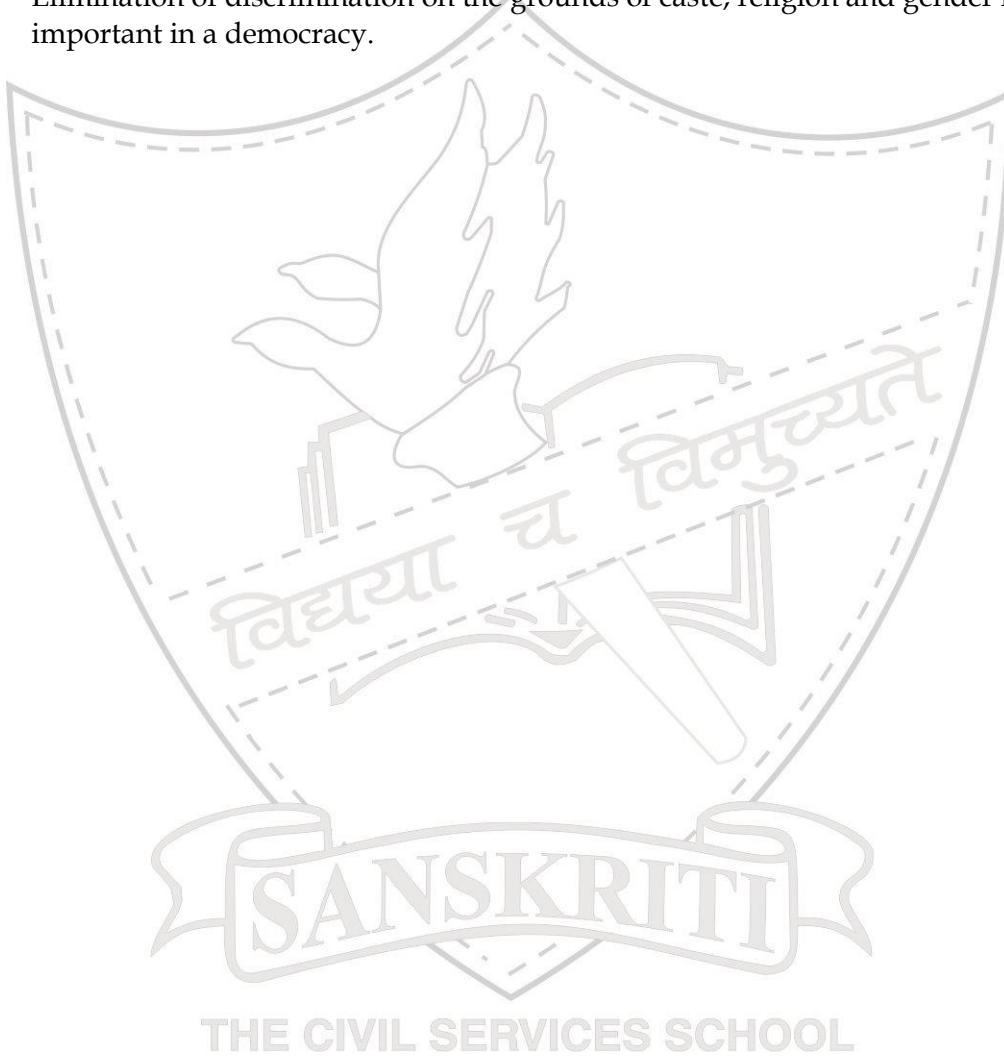 Elimination of discrimination on the grounds of caste, religion and gender
important in a democracy.
विद्यया च विमुच्यते
SANSKRITI
THE CIVIL SERVICES SCHOOL